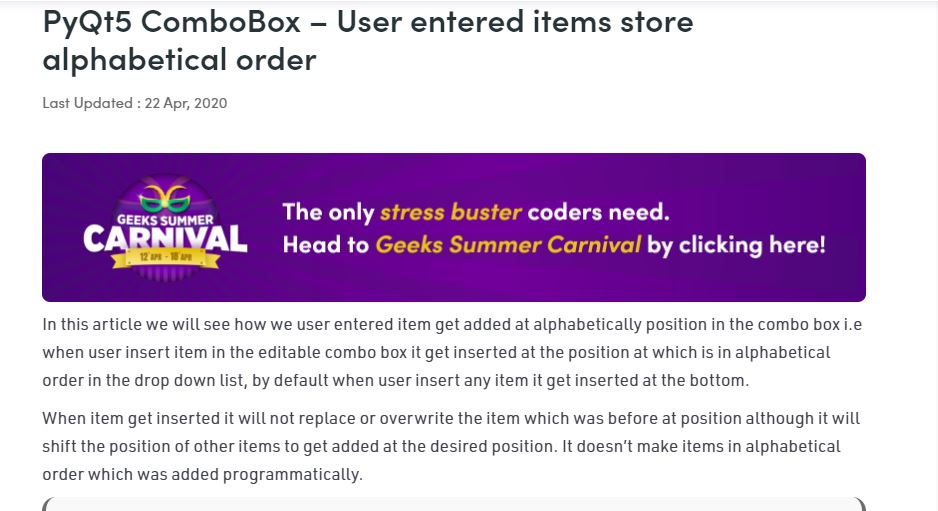 PyQt5 ComboBox – User entered items store
alphabetical order
Last Updated : 22 Apr, 2020
GEEKS SUMMER
CARNIVAL
12 APR - 18 APR
The only stress buster coders need.
Head to Geeks Summer Carnival by clicking here!
In this article we will see how we user entered item get added at alphabetically position in the combo box i.e
when user insert item in the editable combo box it get inserted at the position at which is in alphabetical
order in the drop down list, by default when user insert any item it get inserted at the bottom.
When item get inserted it will not replace or overwrite the item which was before at position although it will
shift the position of other items to get added at the desired position. It doesn’t make items in alphabetical
order which was added programmatically.